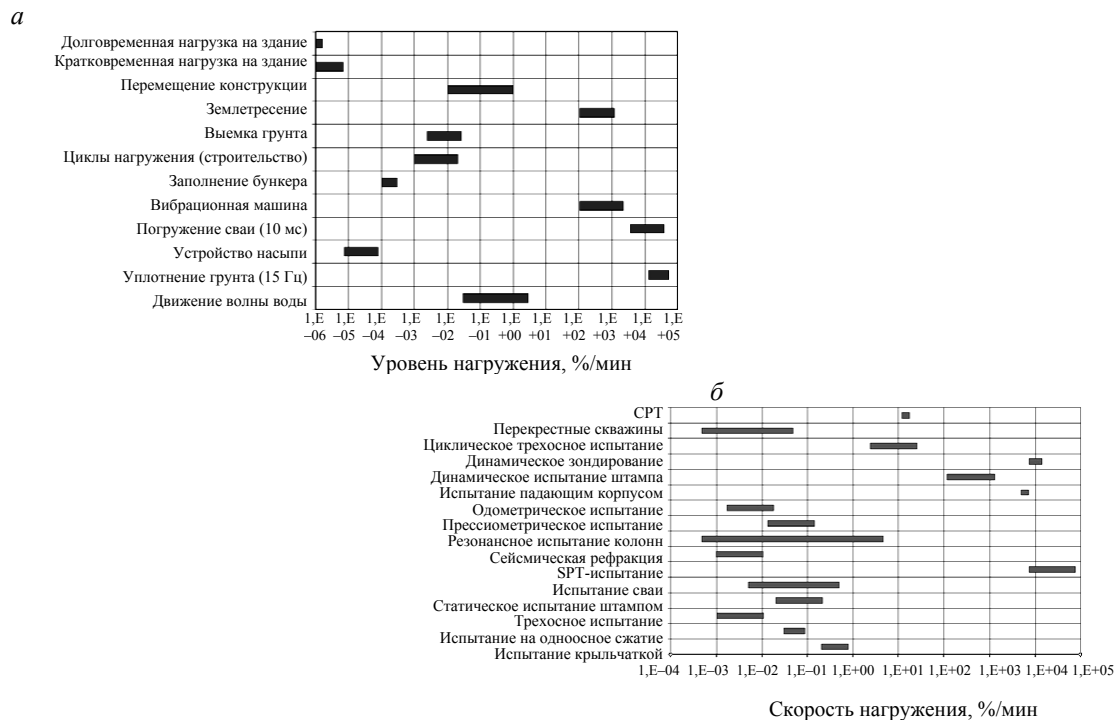 а
Долговременная нагрузка на здание
Кратковременная нагрузка на здание
Перемещение конструкции
Землетресение
Выемка грунта
Циклы нагружения (строительство)
Заполнение бункера
Вибрационная машина
Погружение сваи (10 мс)
Устройство насыпи
Уплотнение грунта (15 Гц)
Движение волны воды
1,E 1,E 1,E 1,E 1,E 1,E 1,E 1,E 1,E 1,E 1,E 1,E
–06 –05 –04 –03 –02 –01 +00 +01 +02 +03 +04 +05
Уровень нагружения, %/мин
б
CPT
Перекрестные скважины
Циклическое трехосное испытание
Динамическое зондирование
Динамическое испытание штампа
Испытание падающим корпусом
Одометрическое испытание
Прессиометрическое испытание
Резонансное испытание колонн
Сейсмическая рефракция
SPT-испытание
Испытание сваи
Статическое испытание штампом
Трехосное испытание
Испытание на одноосное сжатие
Испытание крыльчаткой
1,E–04 1,E–03 1,E–02 1,E–01 1,E+00 1,E+01 1,E+02 1,E+03 1,E+04 1,E+05
Скорость нагружения, %/мин